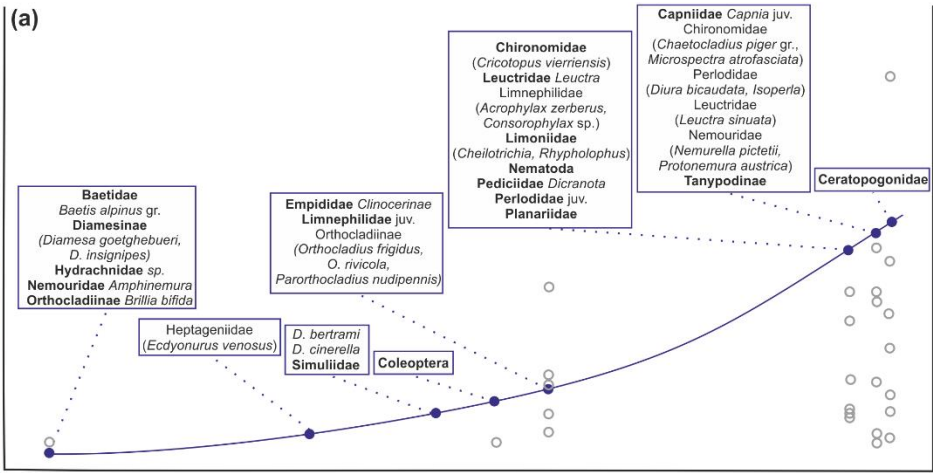 (a)
Baetidae
Baetis alpinus gr.
Diamesinae
(Diamesa goetghebueri,
D. insignipes)
Hydrachnidae sp.
Nemouridae Amphinemura
Orthocladiinae Brillia bifida
Heptageniidae
(Ecdyonurus venosus)
D. bertrami
D. cinerella
Simuliidae
Coleoptera
Empididae Clinocerinae
Limnephilidae juv.
Orthocladiinae
(Orthocladius frigidus,
O. rivicola,
Parorthocladius nudipennis)
Chironomidae
(Cricotopus vierriensis)
Leuctridae Leuctra
Limnephilidae
(Acrophylax zerberus,
Consorophylax sp.)
Limoniidae
(Cheilotrichia, Rhypholophus)
Nematoda
Pediciidae Dicranota
Perlodidae juv.
Planariidae
Capniidae Capnia juv.
Chironomidae
(Chaetocladius piger gr.,
Microspectra atrofasciata)
Perlodidae
(Diura bicaudata, Isoperla)
Leuctridae
(Leuctra sinuata)
Nemouridae
(Nemurella pictetii,
Protonemura austrica)
Tanypodinae
Ceratopogonidae